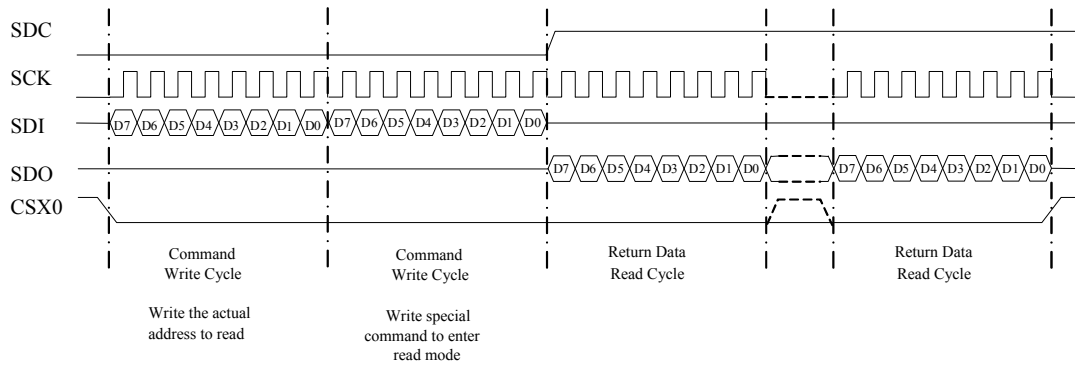 SDC
SCK
SDI
D7 D6 D5 D4 D3 D2 D1 D0 D7 D6 D5 D4 D3 D2 D1 D0
SDO
D7 D6 D5 D4 D3 D2 D1 D0 D7 D6 D5 D4 D3 D2 D1 D0
CSX0
Command
Write Cycle
Write the actual
address to read
Command
Write Cycle
Write special
command to enter
read mode
Return Data
Read Cycle
Return Data
Read Cycle